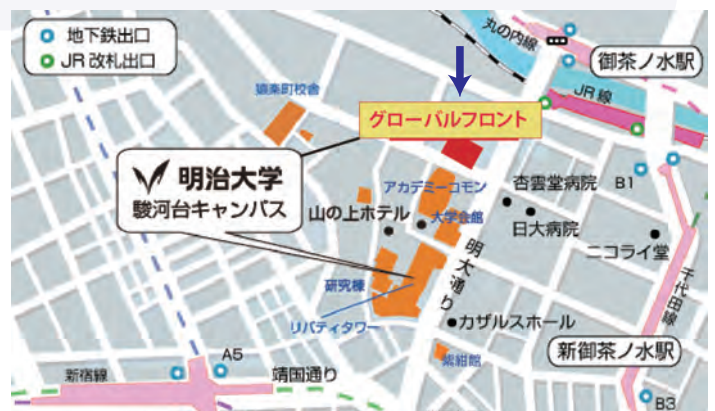 地下鉄出口
JR改札出口
丸の内線
御茶ノ水駅
JR線
猿楽町校舎
グローバルフロント
明治大学
駿河台キャンパス
アカデミーコモン
杏雲堂病院
B1
山の上ホテル
大学会館
日大病院
ニコライ堂
明大通り
千代田線
研究棟
リバティタワー
カザルスホール
紫紺館
新御茶ノ水駅
A5
新宿線
靖国通り
B3